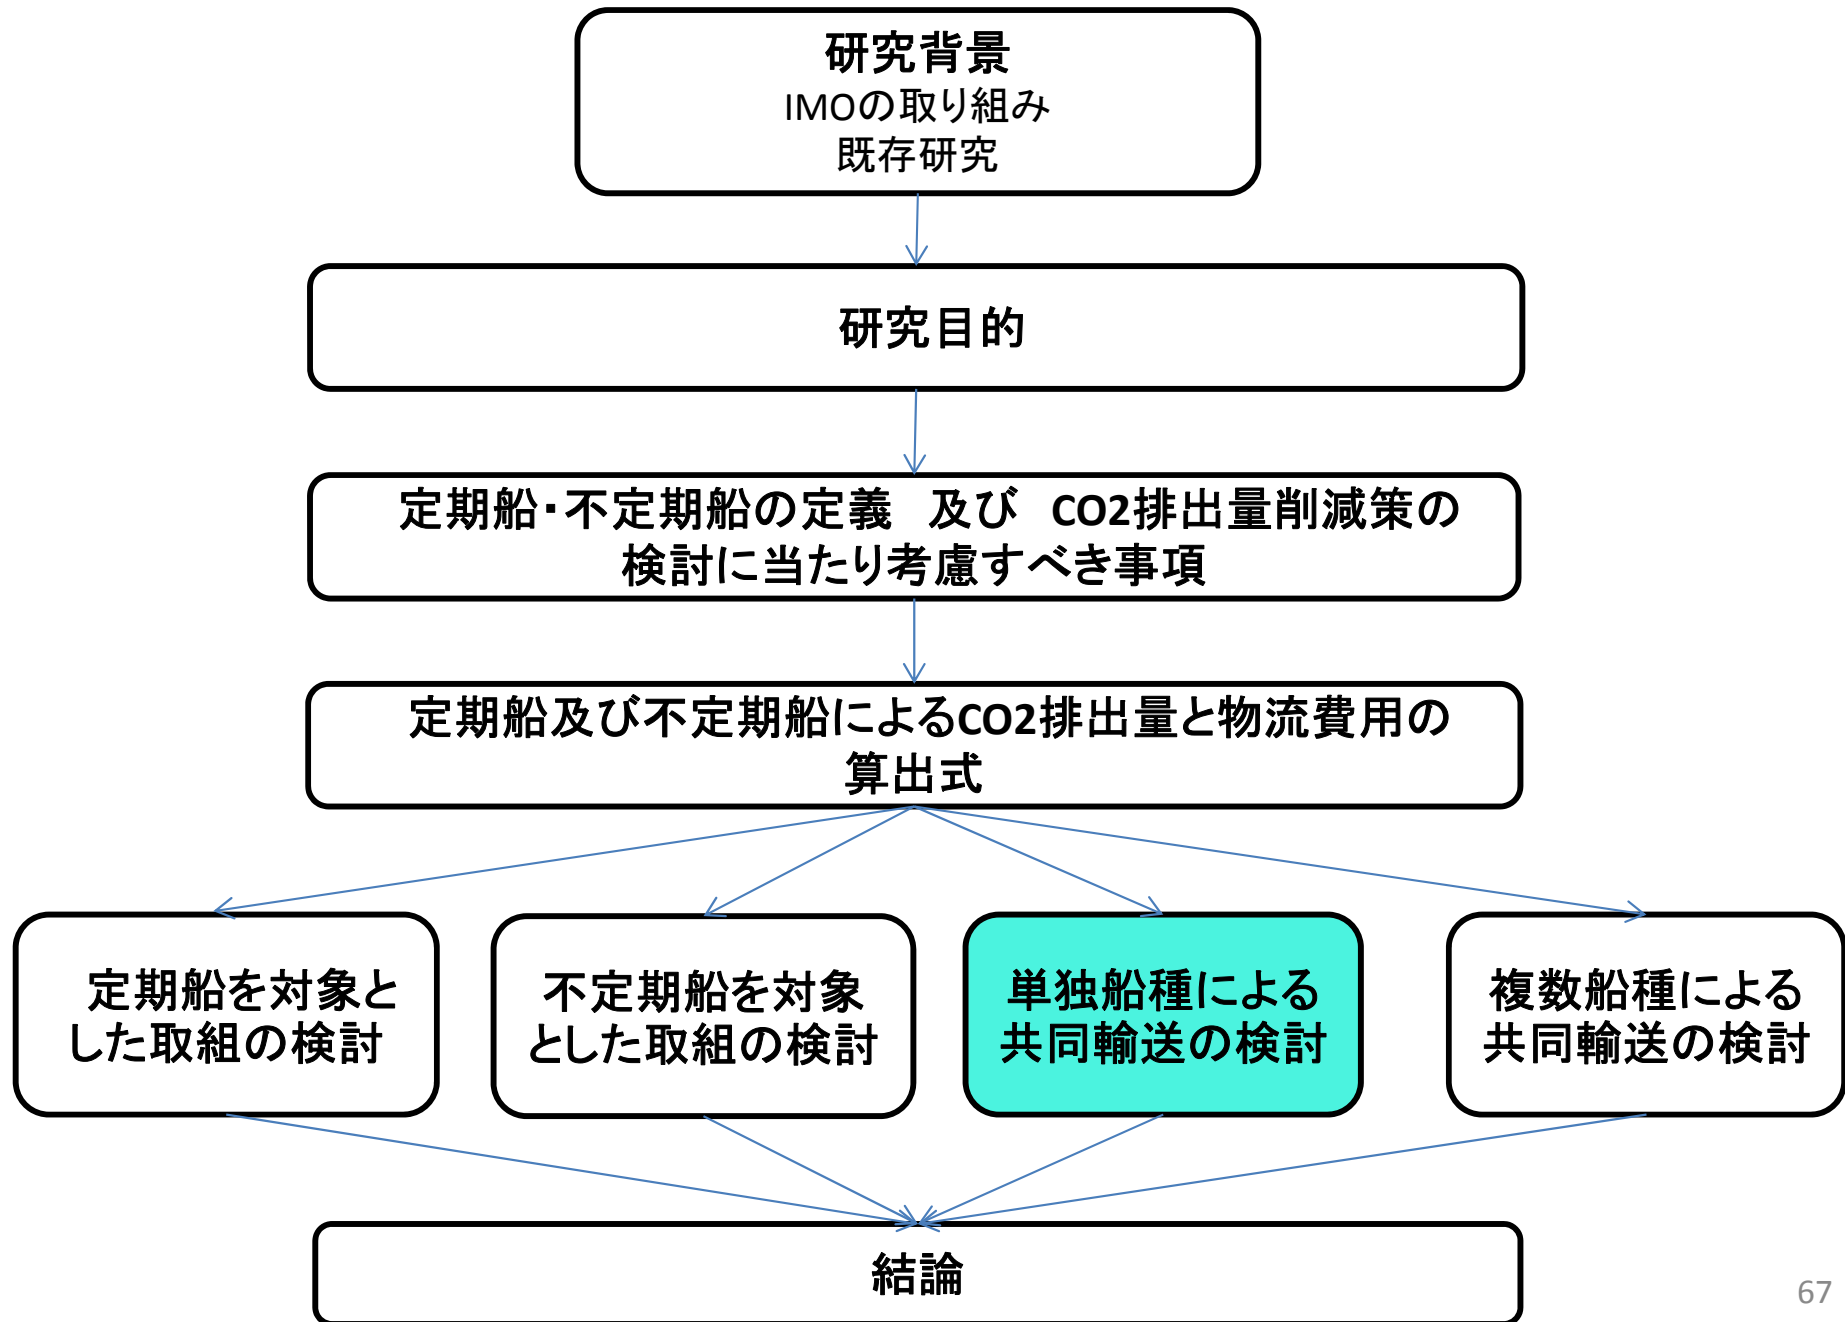 研究背景
IMOの取り組み
既存研究
研究目的
定期船・不定期船の定義　及び　CO2排出量削減策の
検討に当たり考慮すべき事項
定期船及び不定期船によるCO2排出量と物流費用の
算出式
定期船を対象と
した取組の検討
不定期船を対象
とした取組の検討
単独船種による
共同輸送の検討
複数船種による
共同輸送の検討
結論
67